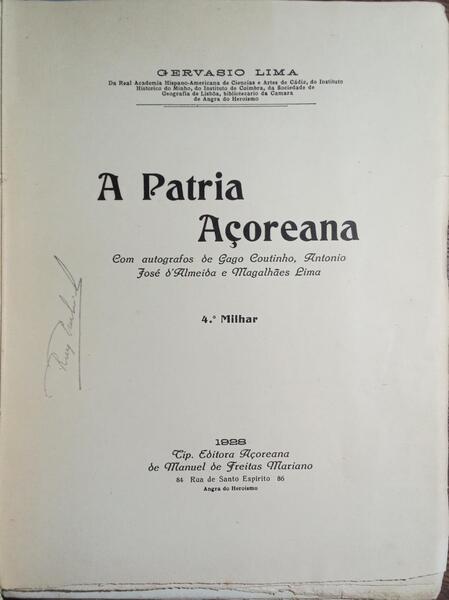 GERVASIO LIMA
Da Real Academia Hispano-Americana de Ciencias e Artes de Cádiz, do Instituto
Historico do Minho, do Instituto de Coimbra, da Sociedade de
Geografia de Lisbôa, bibliotecario da Camara
de Angra do Heroismo
A Patria
Açoreana
Com autografos de Gago Coutinho, Antonio
José d'Almeida e Magalhães Lima
4.º Milhar
1928
Tip. Editora Açoreana
de Manuel de Freitas Mariano
84 Rua de Santo Espirito 86
Angra do Heroismo